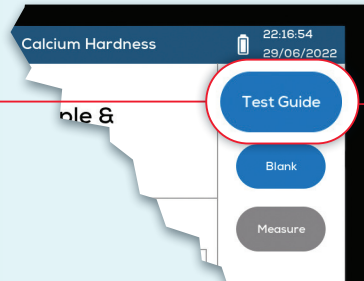 Calcium Hardness
22:16:54
29/06/2022
Test Guide
&
Blank
Measure